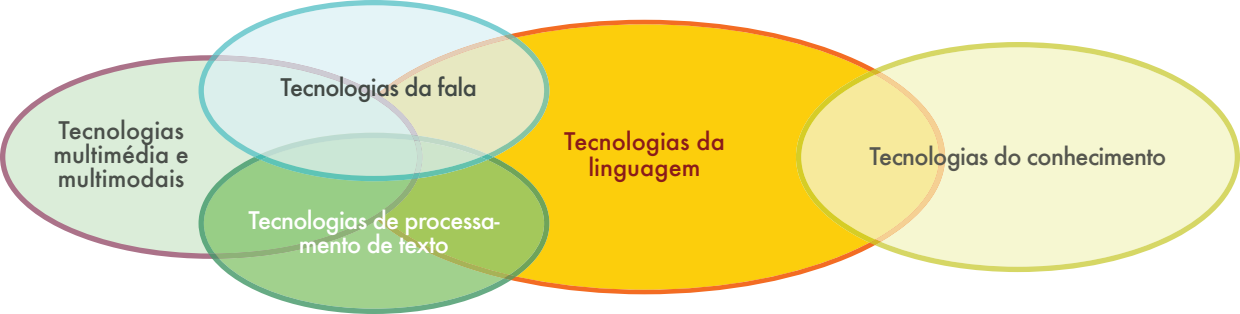 Tecnologias da fala
Tecnologias
multimédia e
multimodais
Tecnologias de processa-
mento de texto
Tecnologias da
linguagem
Tecnologias do conhecimento